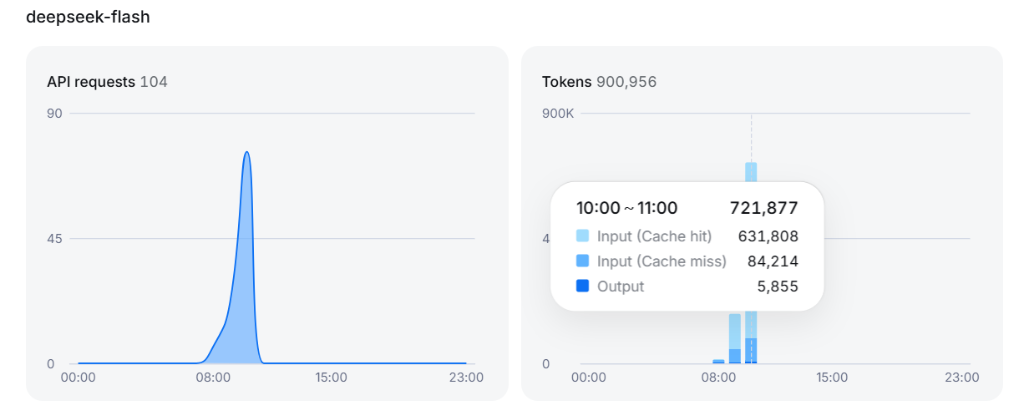 deepseek-flash
API requests 104
90
45
0
00:00 08:00 15:00 23:00
Tokens 900,956
900K
4
0
10:00 ~ 11:00 721,877
Input (Cache hit) 631,808
Input (Cache miss) 84,214
Output 5,855
00:00 08:00 15:00 23:00